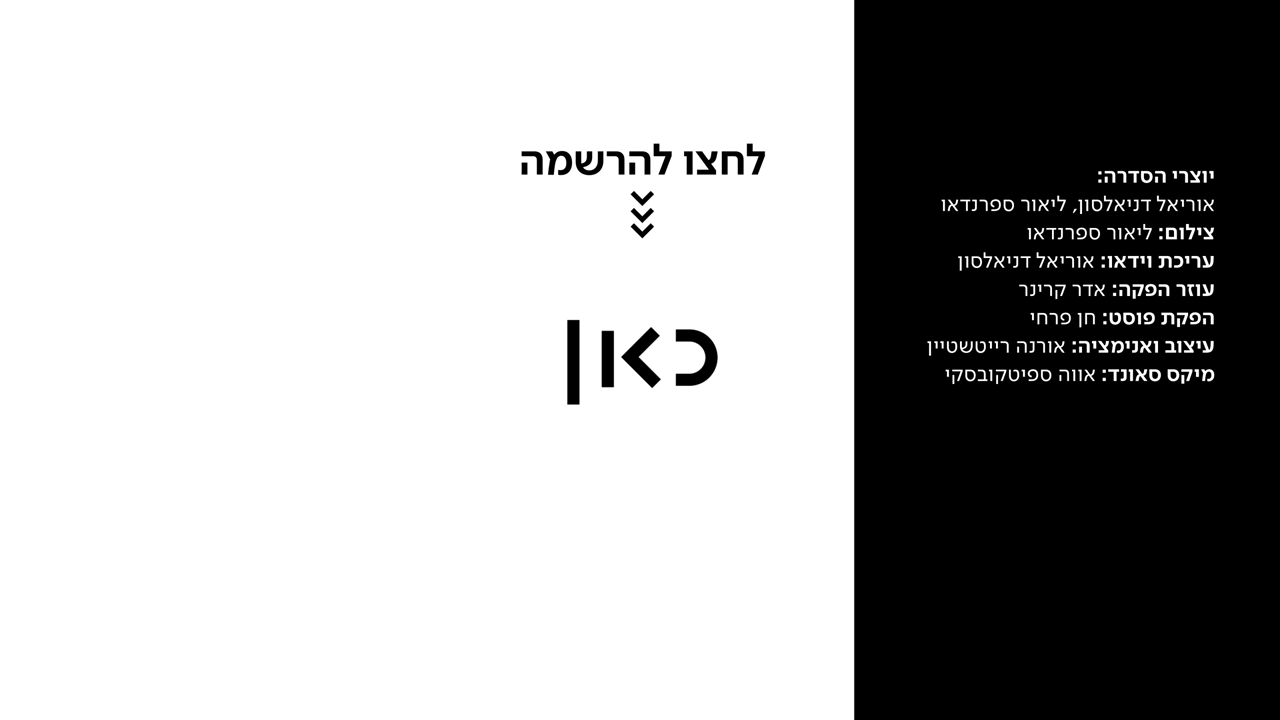 לחצו להרשמה
כאן
יוצרי הסדרה:
אוריאל דניאלסון, ליאור ספרנדאו
צילום: ליאור ספרנדאו
עריכת וידאו: אוריאל דניאלסון
עוזר הפקה: אדר קרינר
הפקת פוסט: חן פרחי
עיצוב ואנימציה: אורנה רייטשטיין
מיקס סאונד: אווה ספיטקובסקי